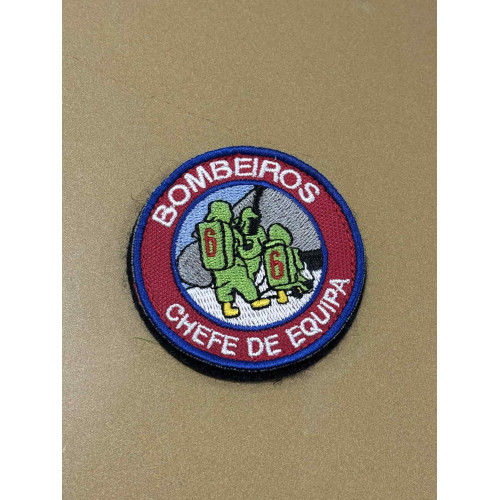 BOMBEIROS
6
6
CHEFE DE EQUIPA